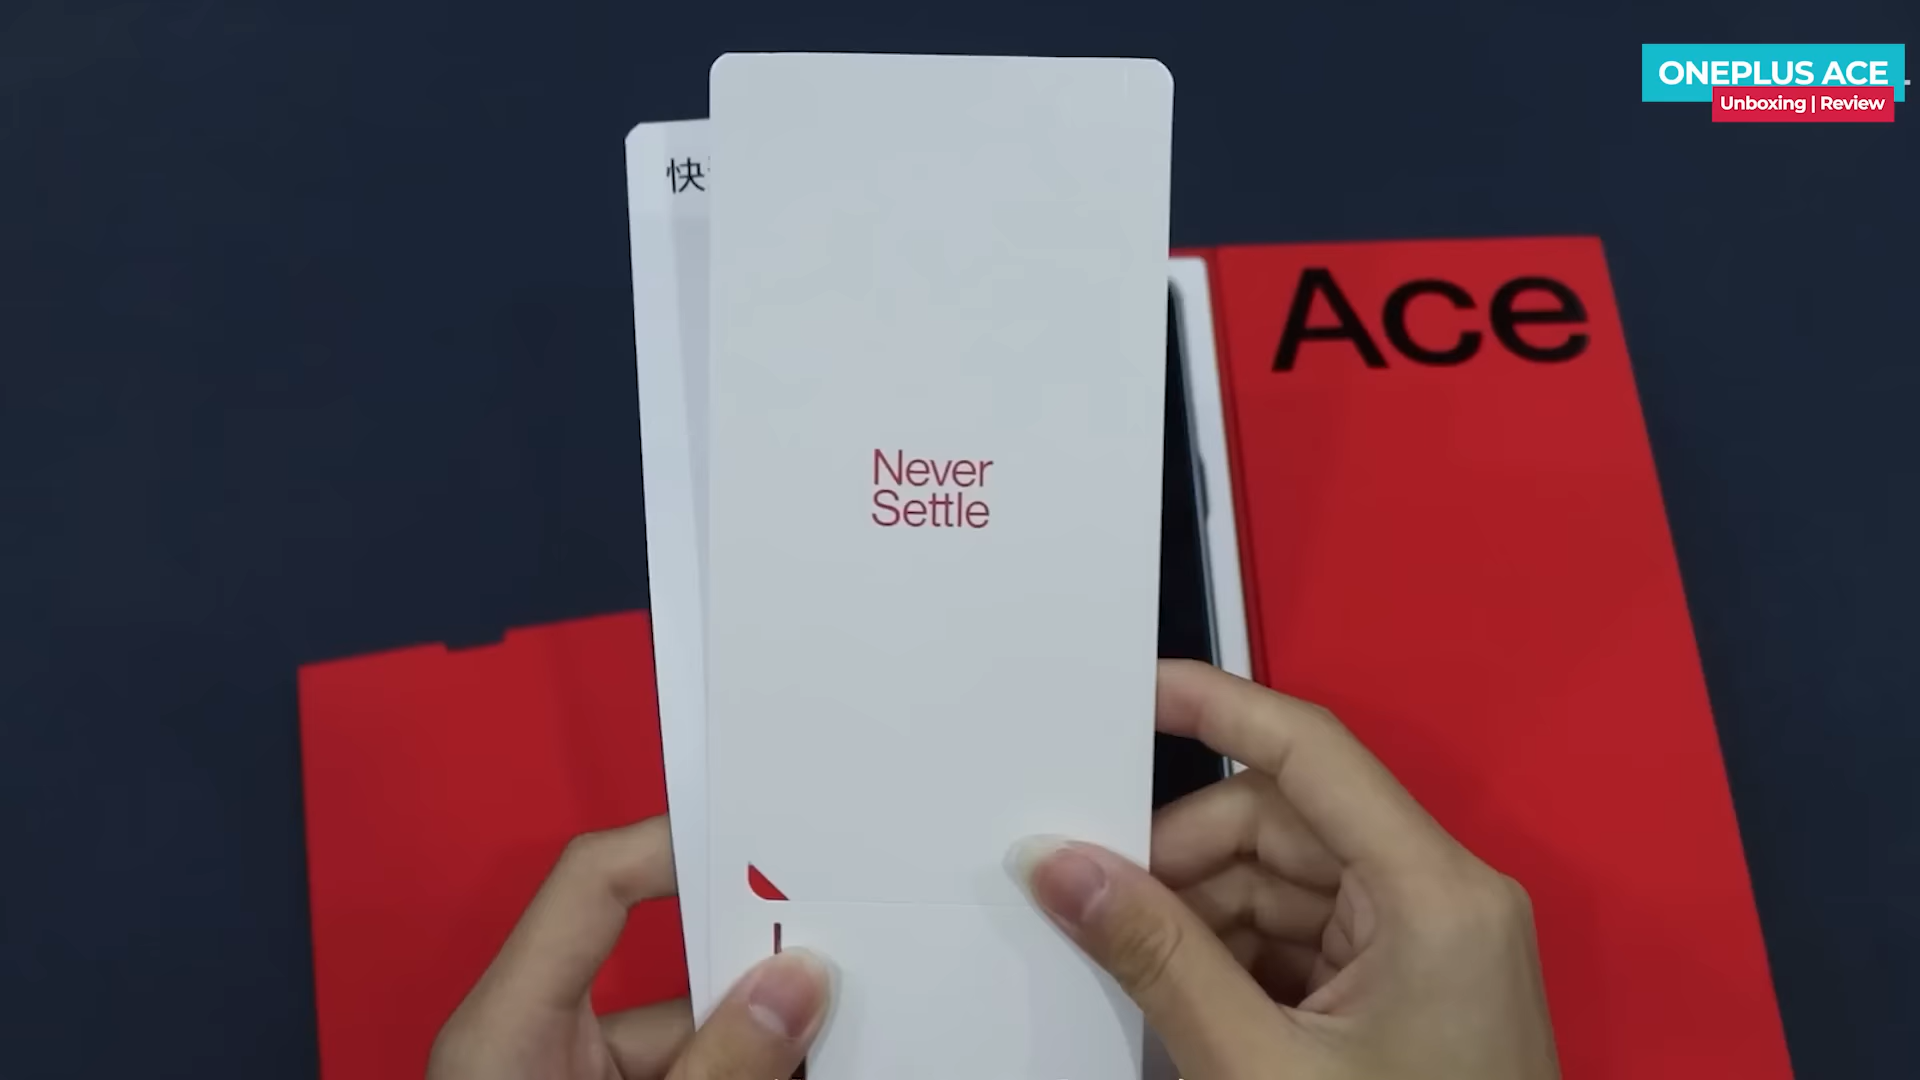 ONEPLUS ACE
Unboxing | Review
快
Ace
Never
Settle